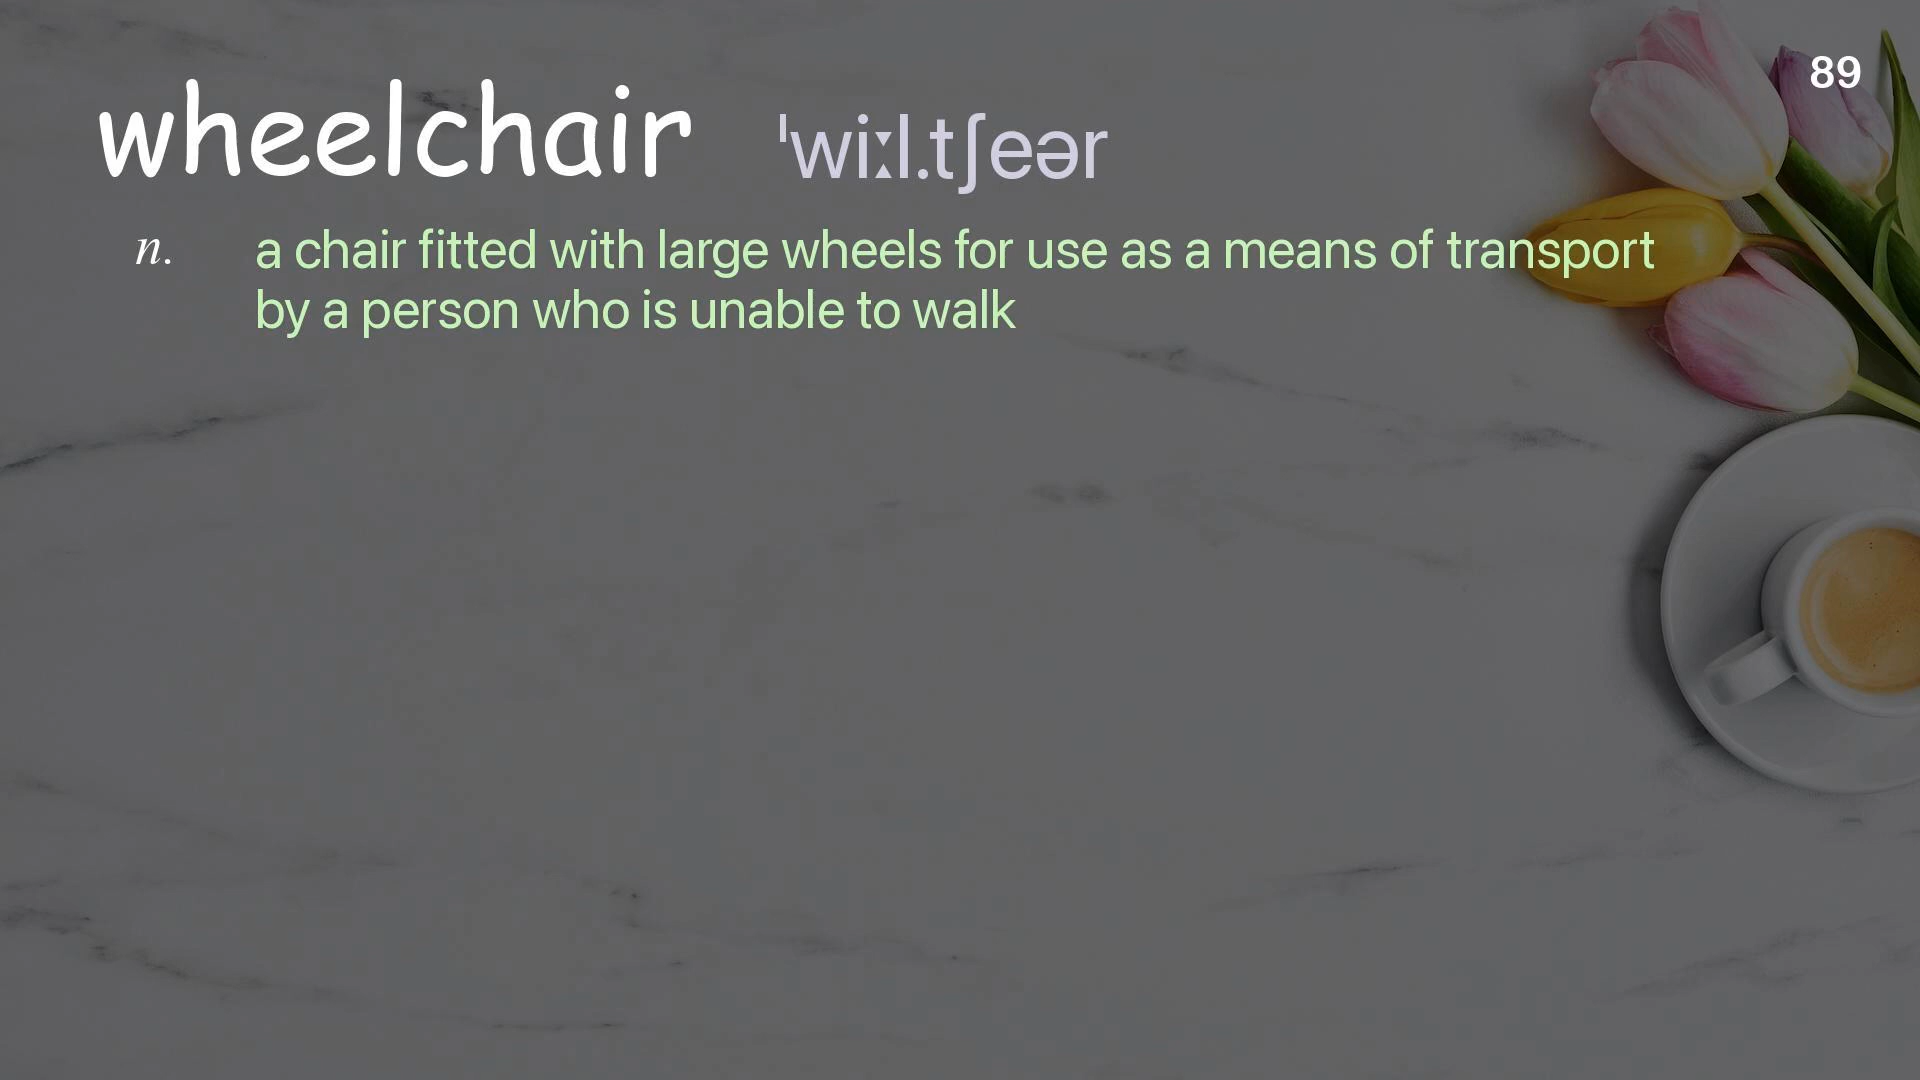 89
wheelchair ˈwiːl.tʃeər
n. a chair fitted with large wheels for use as a means of transport
by a person who is unable to walk